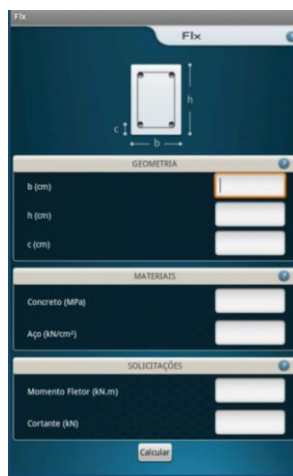 Flx
Flx
h
c
b
GEOMETRIA
b (cm)
h (cm)
c (cm)
MATERIAIS
Concreto (MPa)
Aço (kN/cm²)
SOLICITAÇÕES
Momento Fletor (kN.m)
Cortante (kN)
Calcular